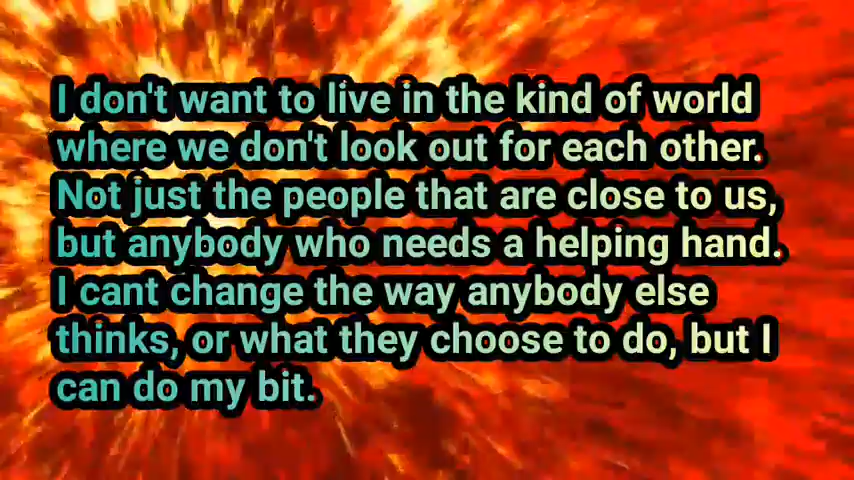 I don't want to live in the kind of world
where we don't look out for each other.
Not just the people that are close to us,
but anybody who needs a helping hand.
I cant change the way anybody else
thinks, or what they choose to do, but I
can do my bit.